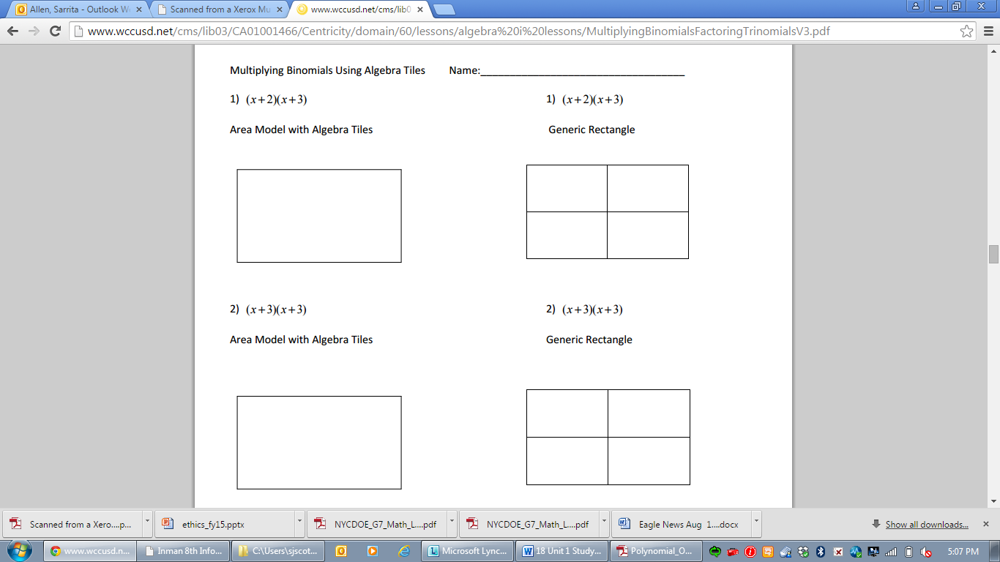 Allen, Sarrita - Outlook W
Scanned from a Xerox Mu
www.wccusd.net/cms/lib0
www.wccusd.net/cms/lib03/CA01001466/Centricity/domain/60/lessons/algebra%20i%20lessons/MultiplyingBinomialsFactoringTrinomialsV3.pdf
Multiplying Binomials Using Algebra Tiles Name:__________________________________
1) (x+2)(x+3) 1) (x+2)(x+3)
Area Model with Algebra Tiles Generic Rectangle
2) (x+3)(x+3) 2) (x+3)(x+3)
Area Model with Algebra Tiles Generic Rectangle
Scanned from a Xero....p... ethics_fy15.pptx NYCDOE_G7_Math_L....pdf NYCDOE_G7_Math_L....pdf Eagle News Aug 1....docx Show all downloads...
www.wccusd.n... Inman 8th Info... C:\Users\sjscot... Microsoft Lync... 18 Unit 1 Study... Polynomial_O... 5:07 PM